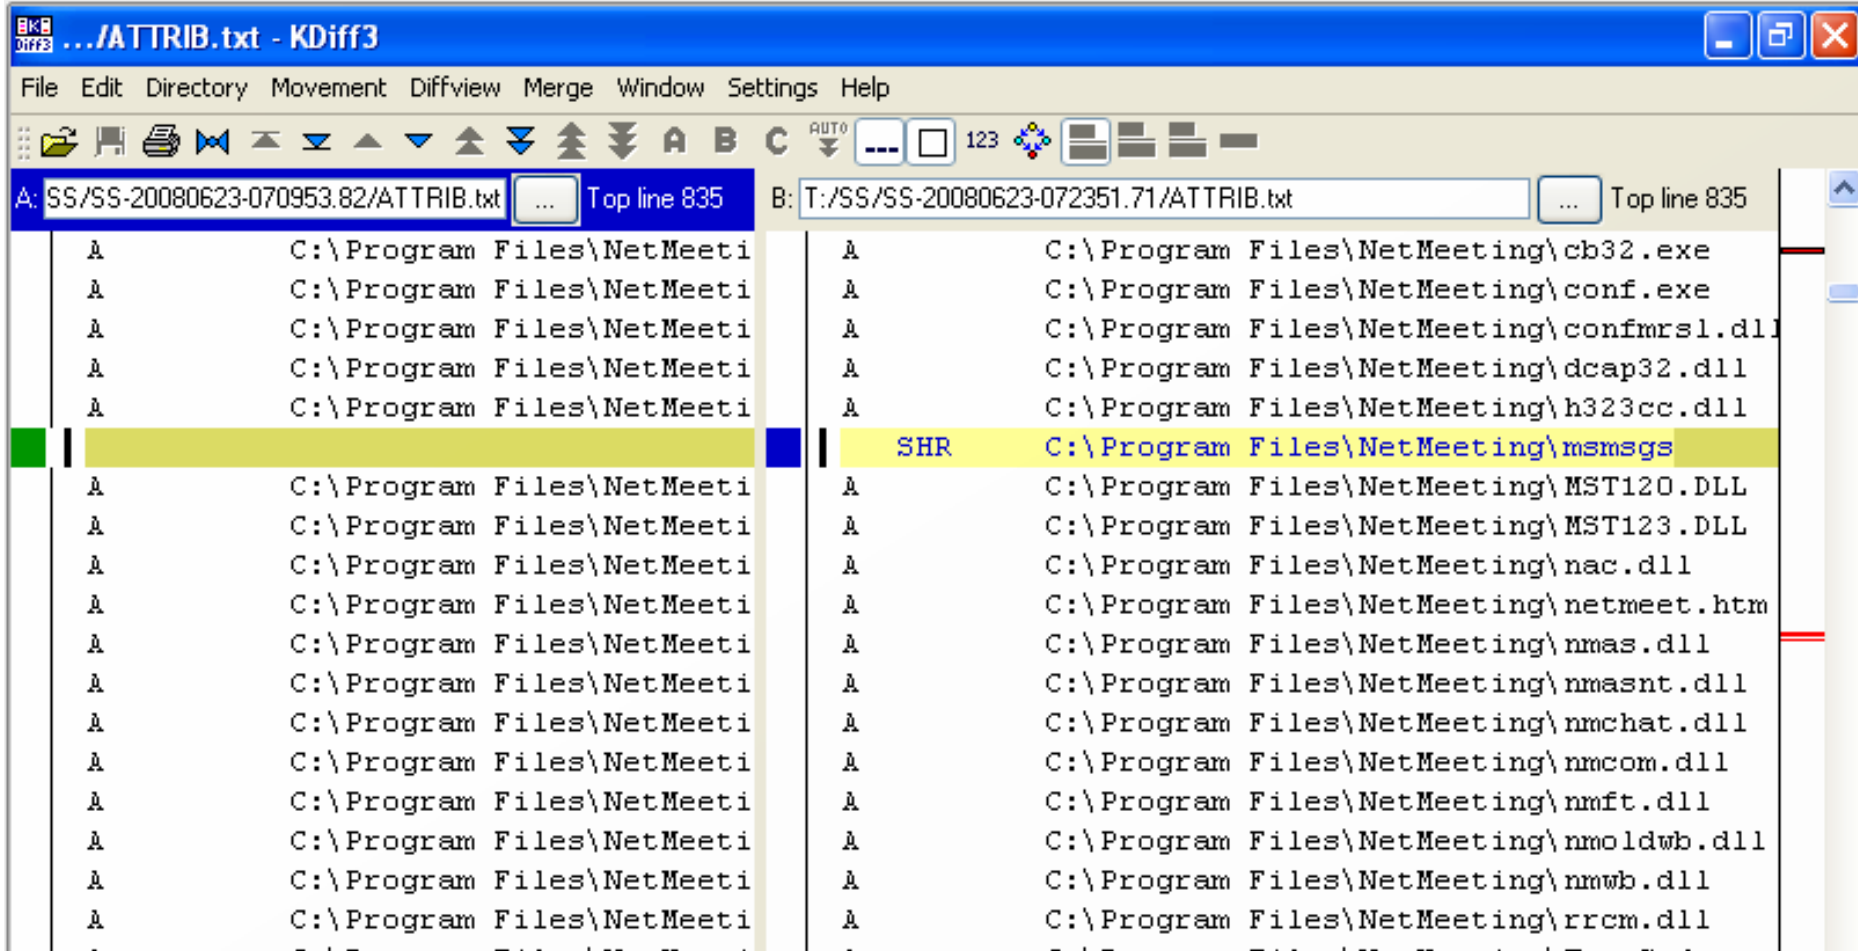 KDiff3 .../ATTRIB.txt - KDiff3
File Edit Directory Movement Diffview Merge Window Settings Help
A B C AUTO 123
A: SS/SS-20080623-070953.82/ATTRIB.txt ... Top line 835 B: T:/SS/SS-20080623-072351.71/ATTRIB.txt ... Top line 835
A C:\Program Files\NetMeeti A C:\Program Files\NetMeeting\cb32.exe
A C:\Program Files\NetMeeti A C:\Program Files\NetMeeting\conf.exe
A C:\Program Files\NetMeeti A C:\Program Files\NetMeeting\confmrsl.dll
A C:\Program Files\NetMeeti A C:\Program Files\NetMeeting\dcap32.dll
A C:\Program Files\NetMeeti A C:\Program Files\NetMeeting\h323cc.dll
SHR C:\Program Files\NetMeeting\msmsgs
A C:\Program Files\NetMeeti A C:\Program Files\NetMeeting\MST120.DLL
A C:\Program Files\NetMeeti A C:\Program Files\NetMeeting\MST123.DLL
A C:\Program Files\NetMeeti A C:\Program Files\NetMeeting\nac.dll
A C:\Program Files\NetMeeti A C:\Program Files\NetMeeting\netmeet.htm
A C:\Program Files\NetMeeti A C:\Program Files\NetMeeting\nmas.dll
A C:\Program Files\NetMeeti A C:\Program Files\NetMeeting\nmasnt.dll
A C:\Program Files\NetMeeti A C:\Program Files\NetMeeting\nmchat.dll
A C:\Program Files\NetMeeti A C:\Program Files\NetMeeting\nmcom.dll
A C:\Program Files\NetMeeti A C:\Program Files\NetMeeting\nmft.dll
A C:\Program Files\NetMeeti A C:\Program Files\NetMeeting\nmoldwb.dll
A C:\Program Files\NetMeeti A C:\Program Files\NetMeeting\nmwb.dll
A C:\Program Files\NetMeeti A C:\Program Files\NetMeeting\rrcm.dll